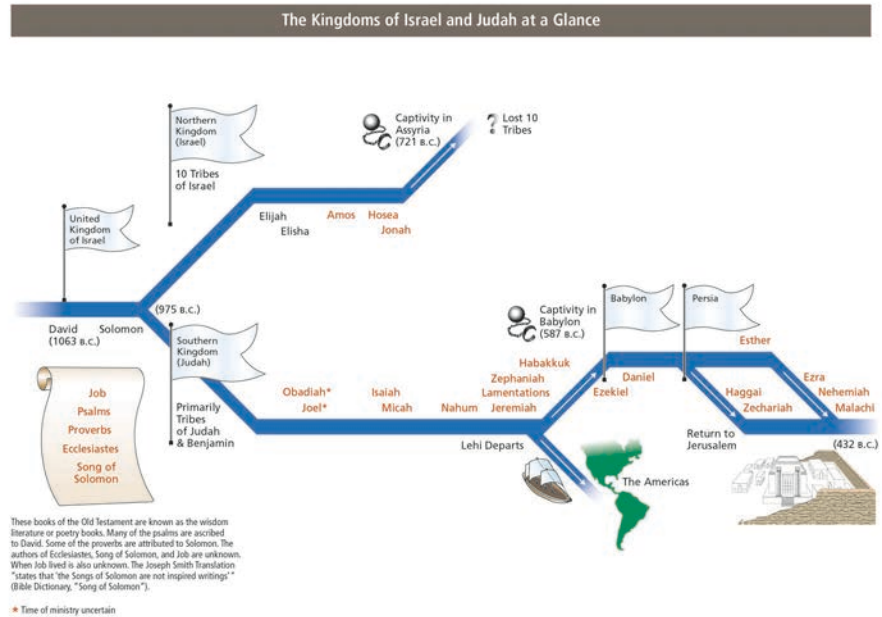 The Kingdoms of Israel and Judah at a Glance
Northern
Kingdom
(Israel)
10 Tribes
of Israel
Captivity in
Assyria
(721 B.C.)
? Lost 10
Tribes
United
Kingdom
of Israel
Elijah
Elisha
Amos
Hosea
Jonah
David
(1063 B.C.)
Solomon
(975 B.C.)
Southern
Kingdom
(Judah)
Primarily
Tribes
of Judah
& Benjamin
Obadiah*
Joel*
Isaiah
Micah
Nahum
Habakkuk
Zephaniah
Lamentations
Jeremiah
Captivity in
Babylon
(587 B.C.)
Babylon
Persia
Ezekiel
Daniel
Esther
Haggai
Zechariah
Ezra
Nehemiah
Malachi
Lehi Departs
The Americas
Return to
Jerusalem
(432 B.C.)
Job
Psalms
Proverbs
Ecclesiastes
Song of
Solomon
These books of the Old Testament are known as the wisdom
literature or poetry books. Many of the psalms are ascribed
to David. Some of the proverbs are attributed to Solomon. The
authors of Ecclesiastes, Song of Solomon, and Job are unknown.
When Job lived is also unknown. The Joseph Smith Translation
"states that 'the Songs of Solomon are not inspired writings'"
(Bible Dictionary, "Song of Solomon").
* Time of ministry uncertain